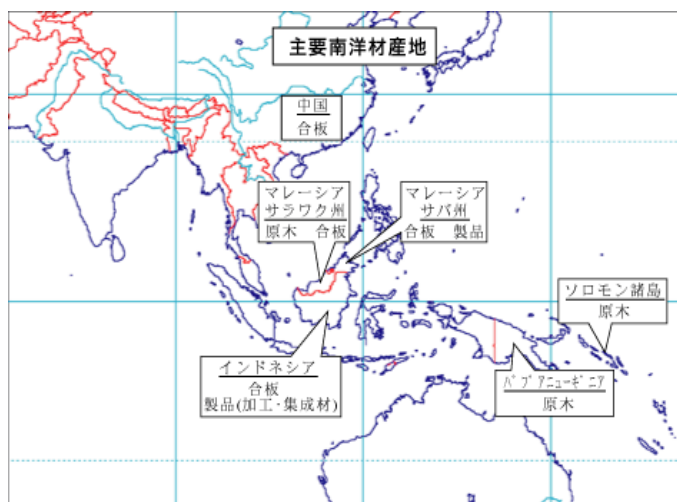 主要南洋材産地
中国
合板
マレーシア
サラワク州
原木 合板
マレーシア
サバ州
合板 製品
ソロモン諸島
原木
インドネシア
合板
製品(加工・集成材)
ﾊﾟﾌﾟｱﾆｭｰｷﾞﾆｱ
原木